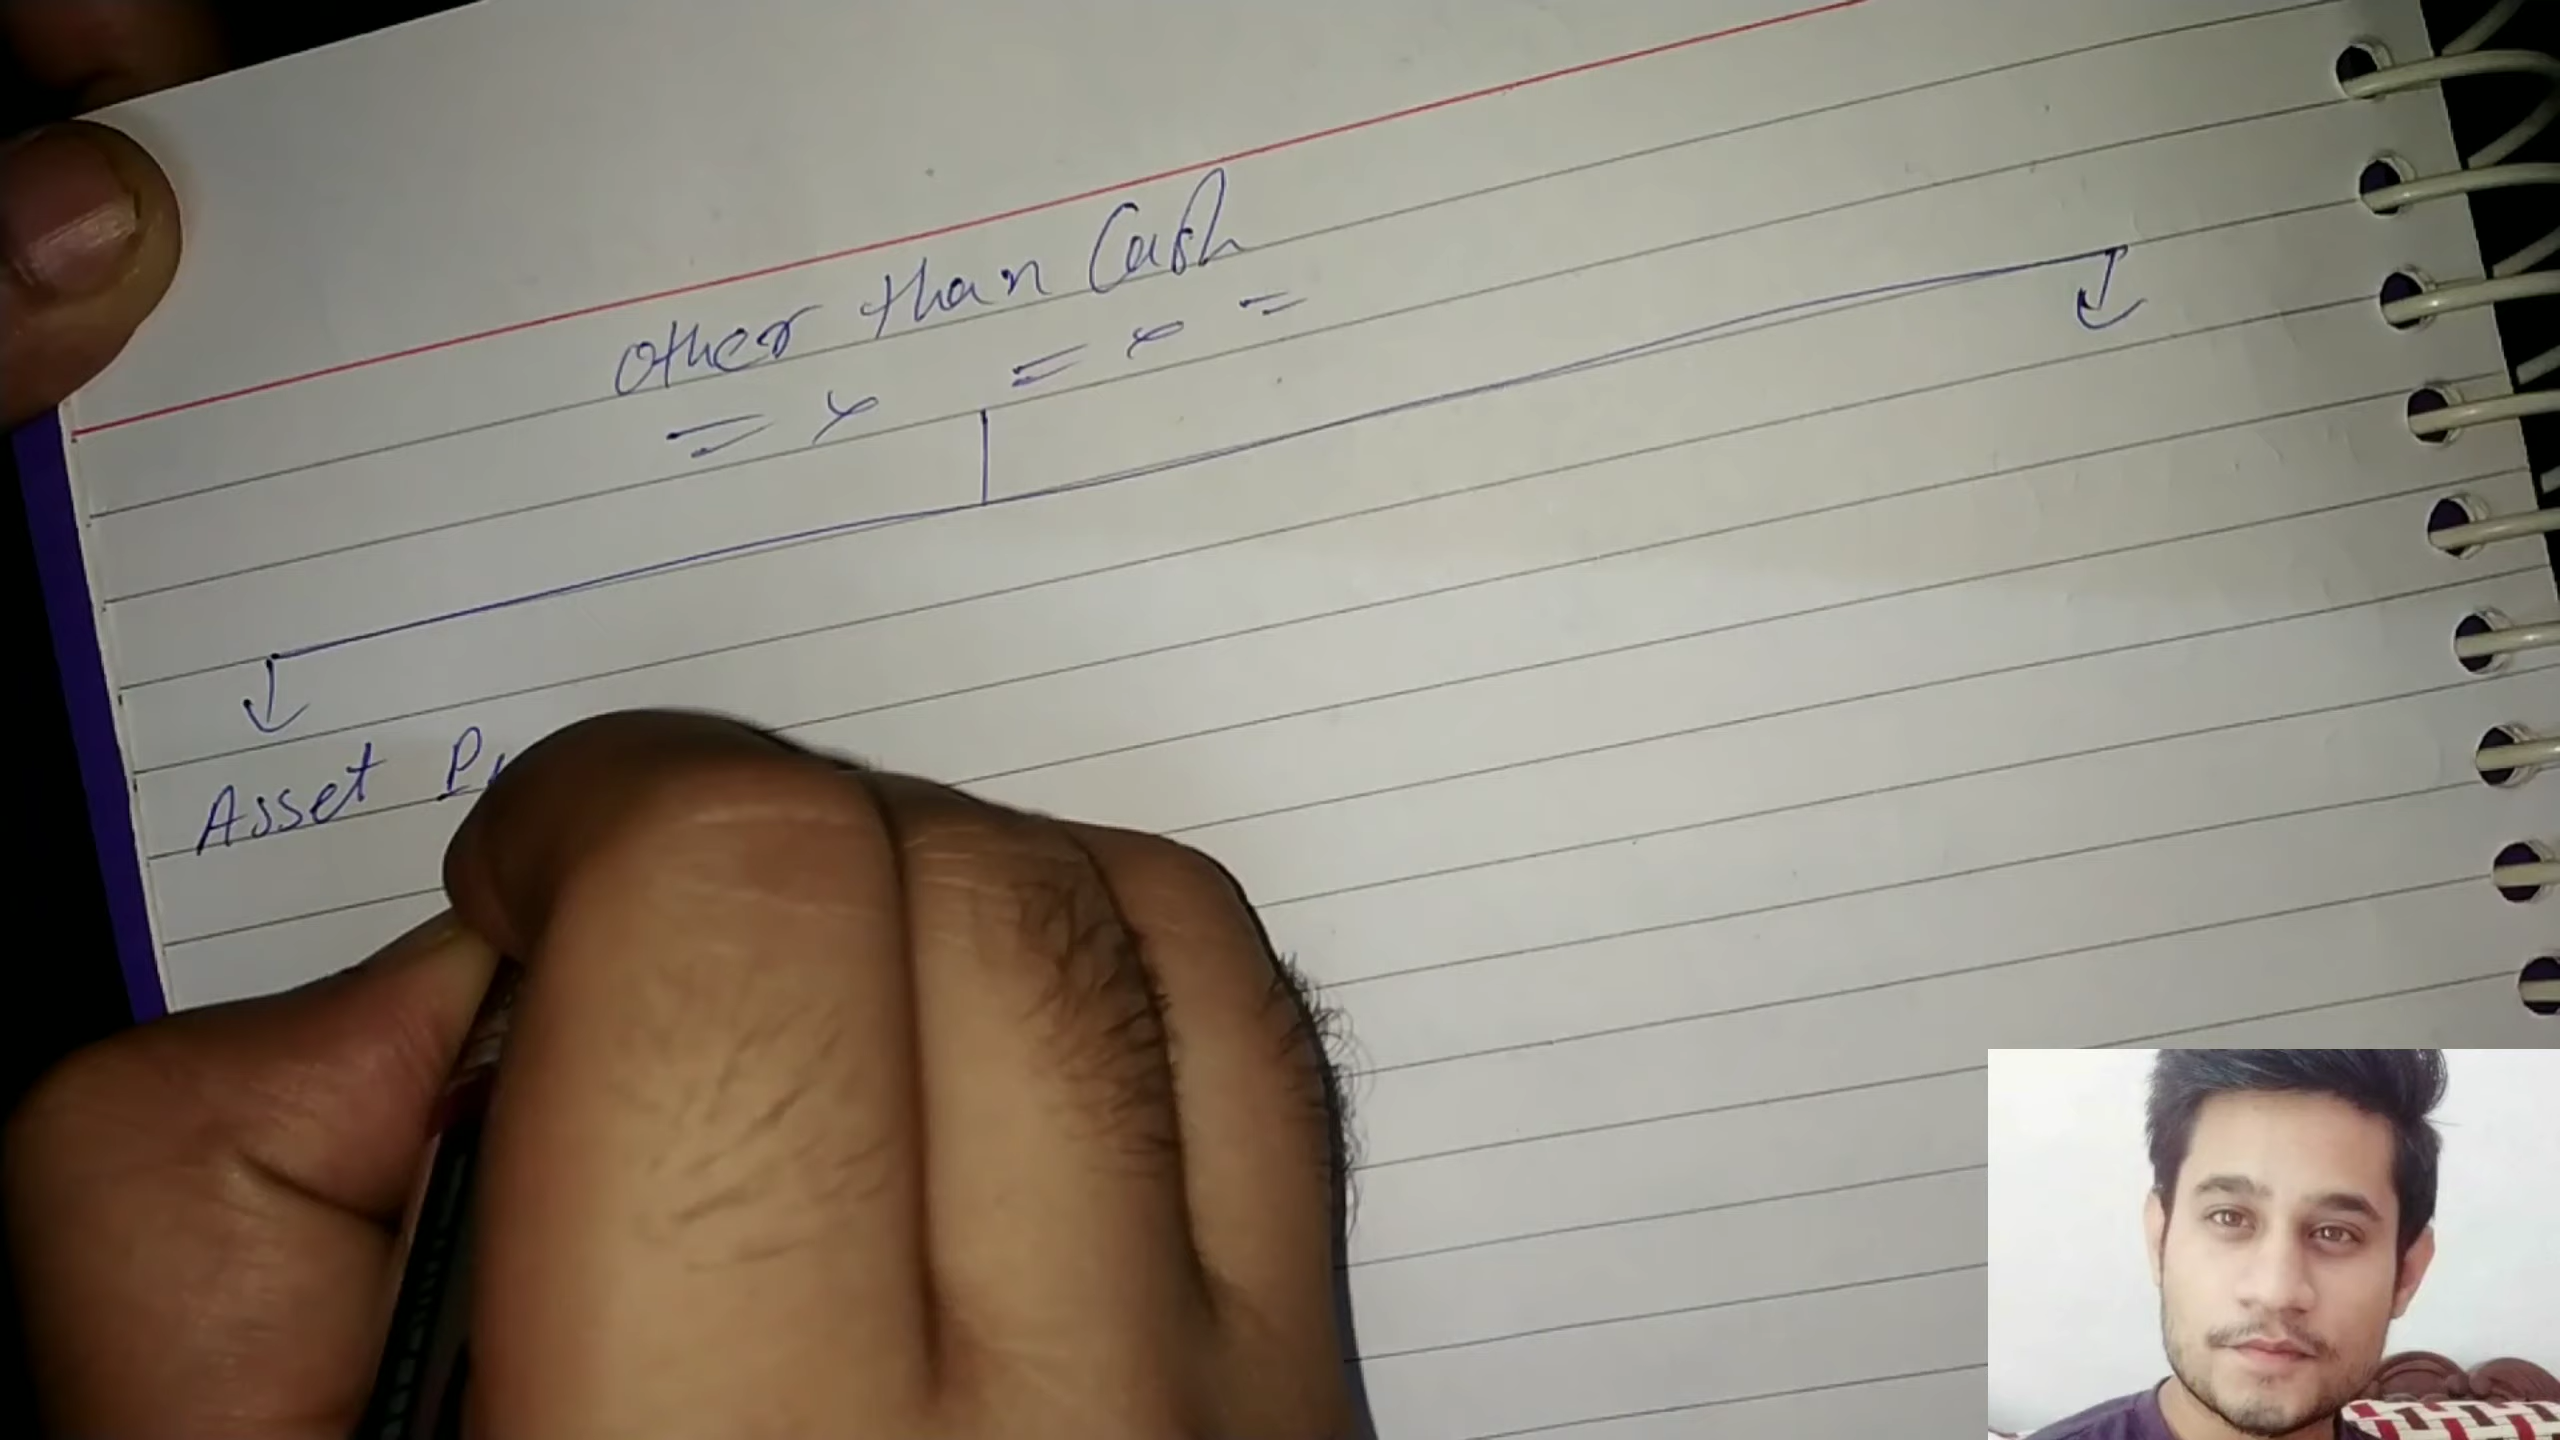 Other than Cash
= x = x =
Asset